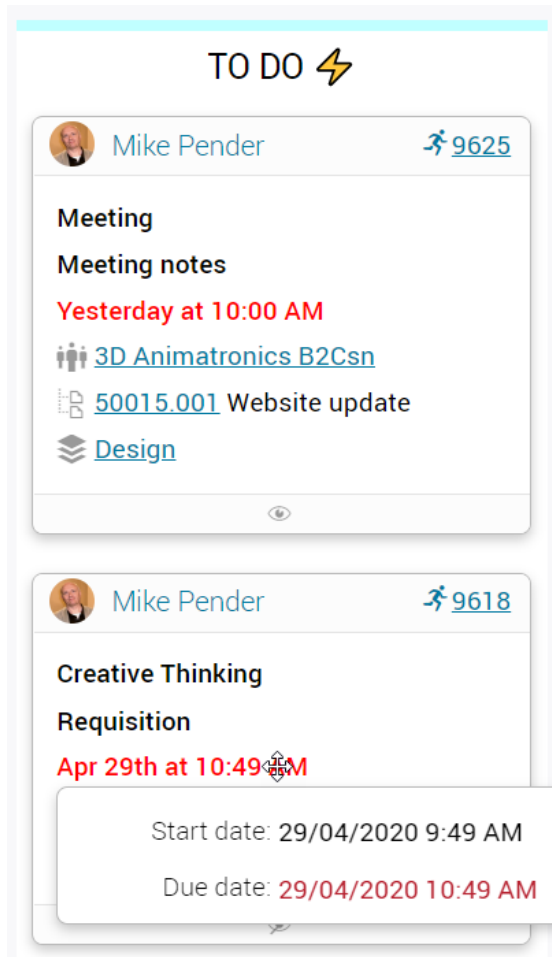 TO DO ⚡
Mike Pender 9625
Meeting
Meeting notes
Yesterday at 10:00 AM
3D Animatronics B2Csn
50015.001 Website update
Design
Mike Pender 9618
Creative Thinking
Requisition
Apr 29th at 10:49 AM
Start date: 29/04/2020 9:49 AM
Due date: 29/04/2020 10:49 AM